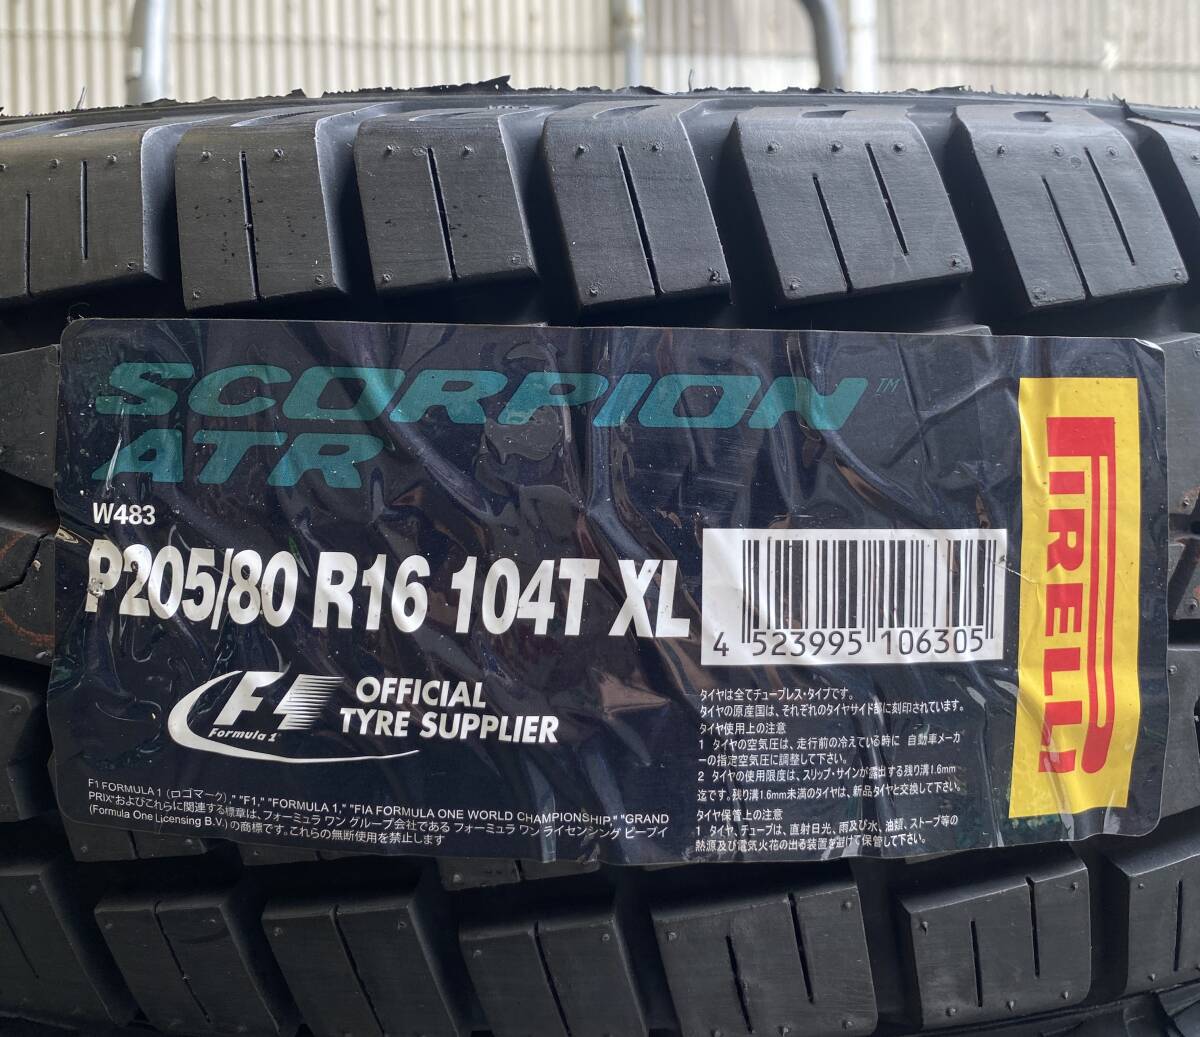 SCORPION™
ATR
W483
P205/80 R16 104T XL
4 523995 106305
PIRELLI
F1
Formula 1®
OFFICIAL
TYRE SUPPLIER
F1 FORMULA 1 (ロゴマーク)," "F1," "FORMULA 1," "FIA FORMULA ONE WORLD CHAMPIONSHIP," "GRAND
PRIX"およびこれらに関連する標章は、フォーミュラ ワン グループ会社である フォーミュラ ワン ライセンシング ビーブイ
(Formula One Licensing B.V.) の商標です。これらの無断使用を禁止します
タイヤは全てチューブレス・タイプです。
タイヤの原産国は、それぞれのタイヤサイド部に刻印されています。
タイヤ使用上の注意
1 タイヤの空気圧は、走行前の冷えている時に 自動車メーカ
ーの指定空気圧に調整して下さい。
2 タイヤの使用限度は、スリップ・サインが露出する残り溝1.6mm
迄です。残り溝1.6mm未満のタイヤは、新品タイヤと交換して下さい。
タイヤ保管上の注意
1 タイヤ、チューブは、直射日光、雨及び水、油類、ストーブ等の
熱源及び電気火花の出る装置を避けて保管して下さい。